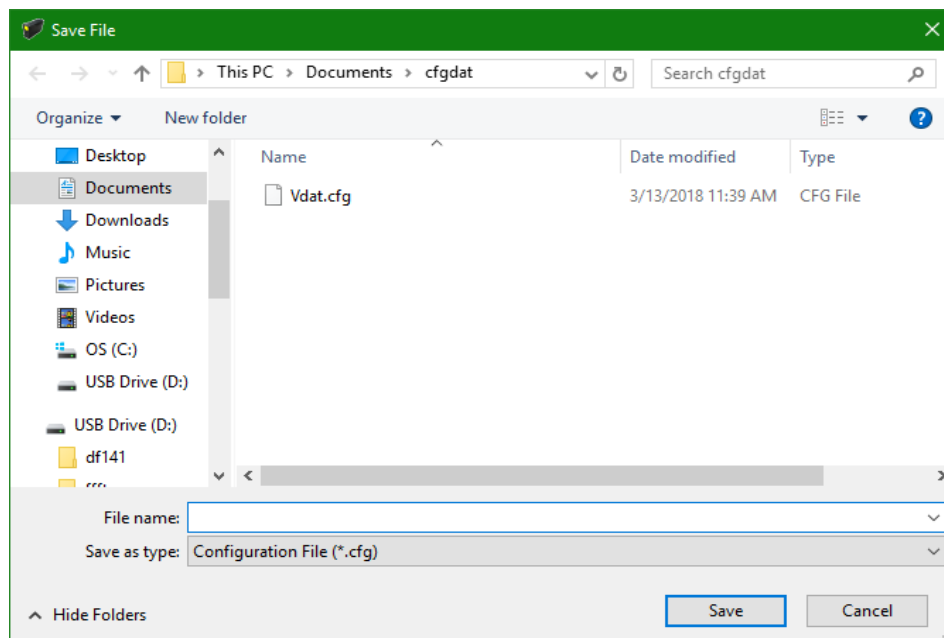 Save File
This PC > Documents > cfgdat
Search cfgdat
Organize
New folder
Name
Date modified
Type
Vdat.cfg
3/13/2018 11:39 AM
CFG File
Desktop
Documents
Downloads
Music
Pictures
Videos
OS (C:)
USB Drive (D:)
USB Drive (D:)
df141
File name:
Save as type: Configuration File (*.cfg)
Hide Folders
Save
Cancel